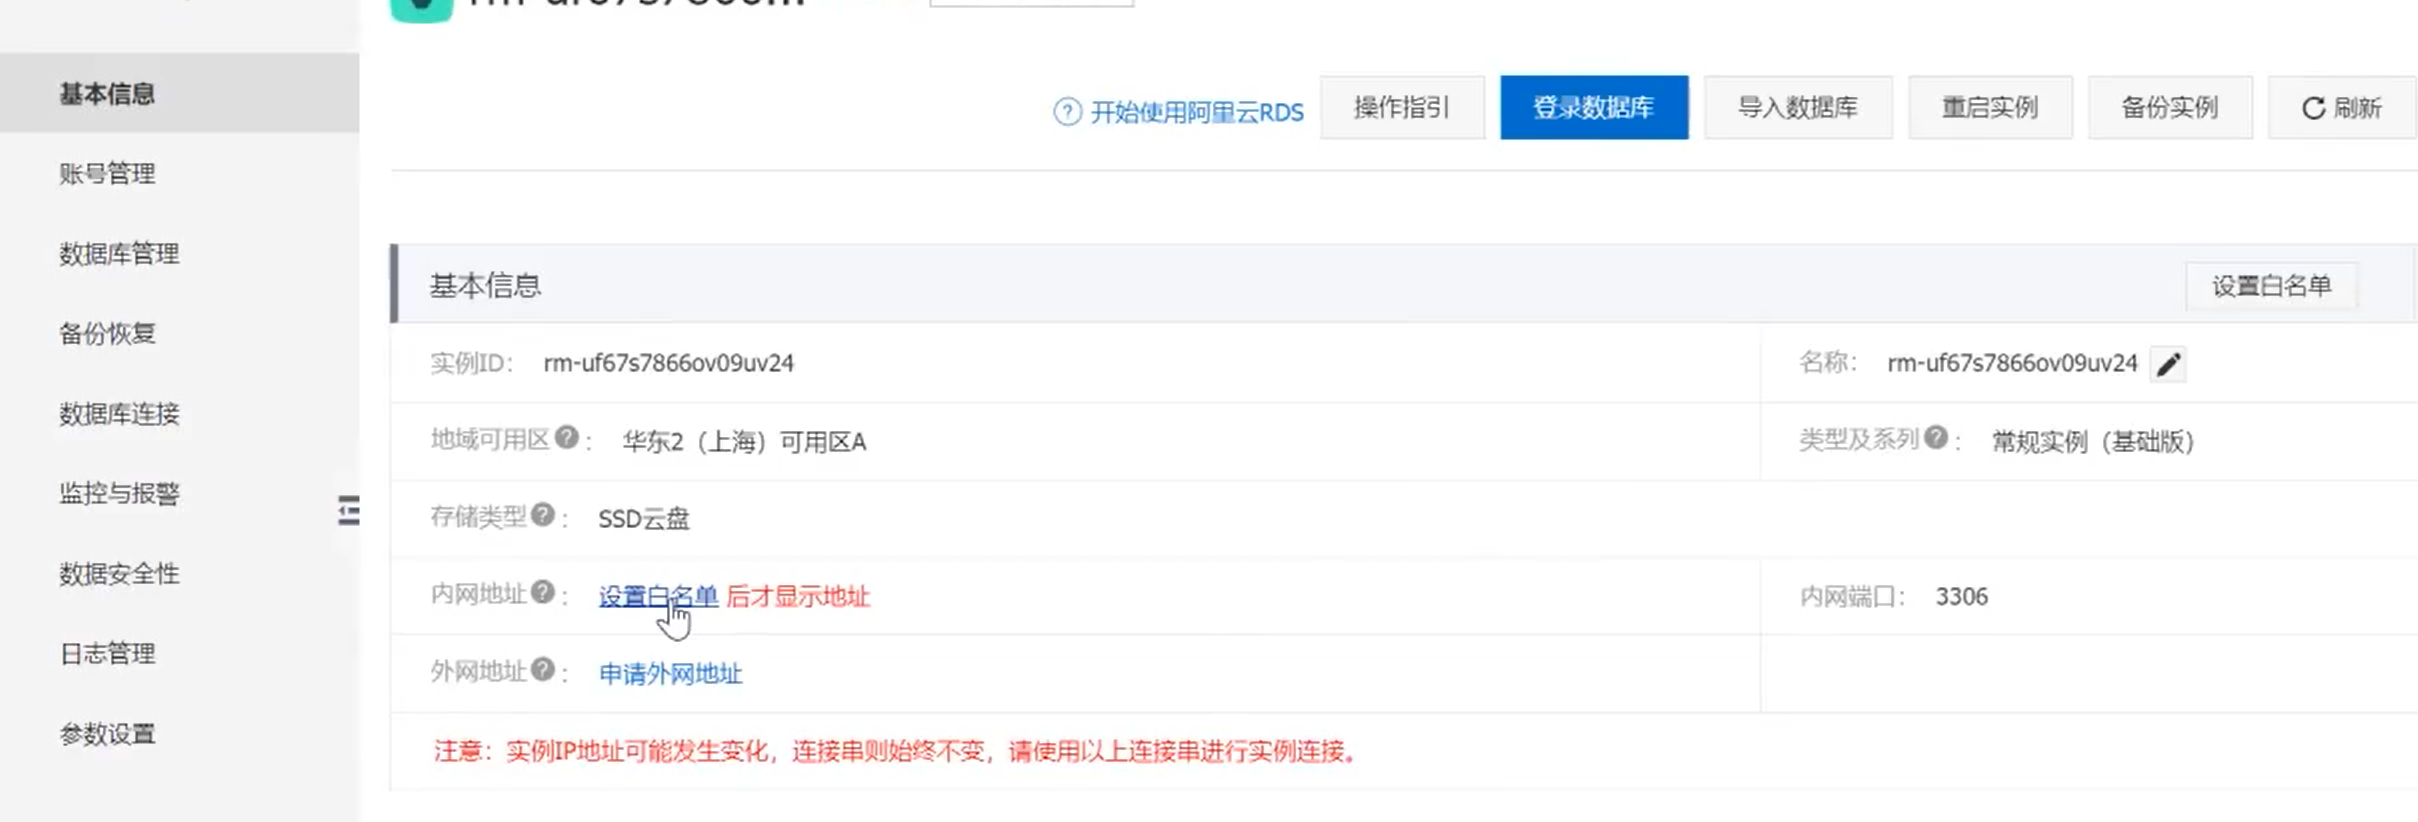 基本信息
账号管理
数据库管理
备份恢复
数据库连接
监控与报警
数据安全性
日志管理
参数设置
开始使用阿里云RDS 操作指引 登录数据库 导入数据库 重启实例 备份实例 刷新
基本信息 设置白名单
实例ID： rm-uf67s7866ov09uv24 名称： rm-uf67s7866ov09uv24
地域可用区 ： 华东2（上海）可用区A 类型及系列 ： 常规实例（基础版）
存储类型 ： SSD云盘
内网地址 ： 设置白名单 后才显示地址 内网端口： 3306
外网地址 ： 申请外网地址
注意：实例IP地址可能发生变化，连接串则始终不变，请使用以上连接串进行实例连接。